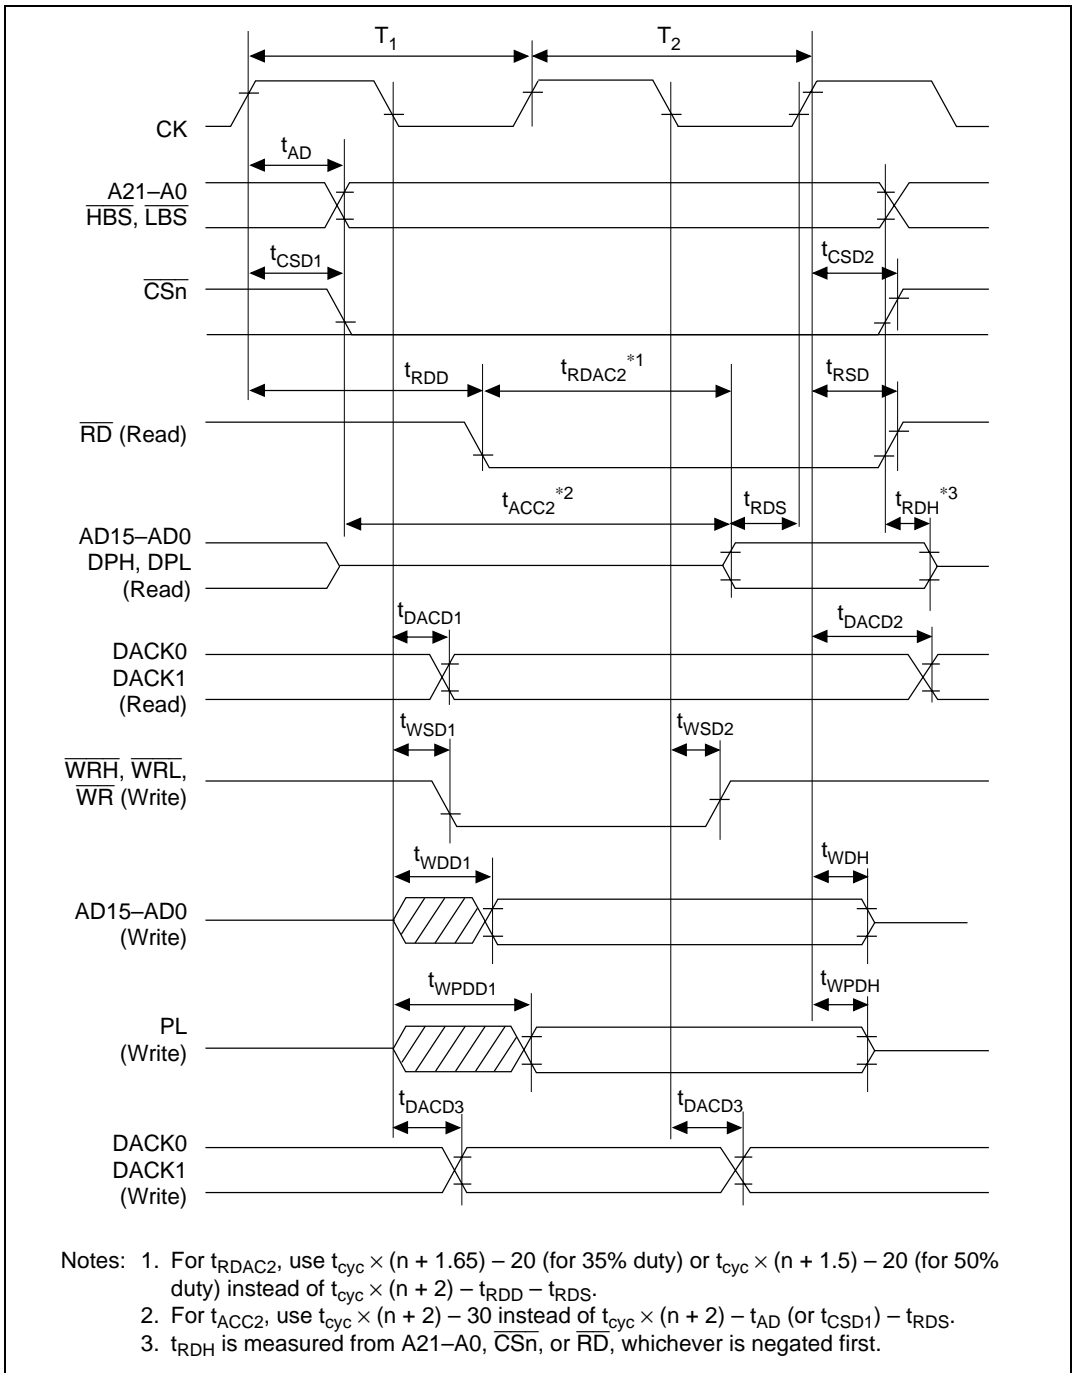 T1 T2
CK
tAD
A21–A0
HBS, LBS
tCSD1 tCSD2
CSn
tRDD tRDAC2*1 tRSD
RD (Read)
tACC2*2 tRDS tRDH*3
AD15–AD0
DPH, DPL
(Read)
tDACD1 tDACD2
DACK0
DACK1
(Read)
tWSD1 tWSD2
WRH, WRL,
WR (Write)
tWDD1 tWDH
AD15–AD0
(Write)
tWPDD1 tWPDH
PL
(Write)
tDACD3 tDACD3
DACK0
DACK1
(Write)
Notes: 1. For tRDAC2, use tcyc × (n + 1.65) – 20 (for 35% duty) or tcyc × (n + 1.5) – 20 (for 50%
duty) instead of tcyc × (n + 2) – tRDD – tRDS.
2. For tACC2, use tcyc × (n + 2) – 30 instead of tcyc × (n + 2) – tAD (or tCSD1) – tRDS.
3. tRDH is measured from A21–A0, CSn, or RD, whichever is negated first.